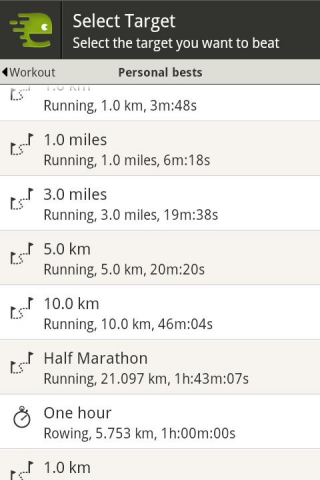 Select Target
Select the target you want to beat
Workout
Personal bests
1.0 km
Running, 1.0 km, 3m:48s
1.0 miles
Running, 1.0 miles, 6m:18s
3.0 miles
Running, 3.0 miles, 19m:38s
5.0 km
Running, 5.0 km, 20m:20s
10.0 km
Running, 10.0 km, 46m:04s
Half Marathon
Running, 21.097 km, 1h:43m:07s
One hour
Rowing, 5.753 km, 1h:00m:00s
1.0 km